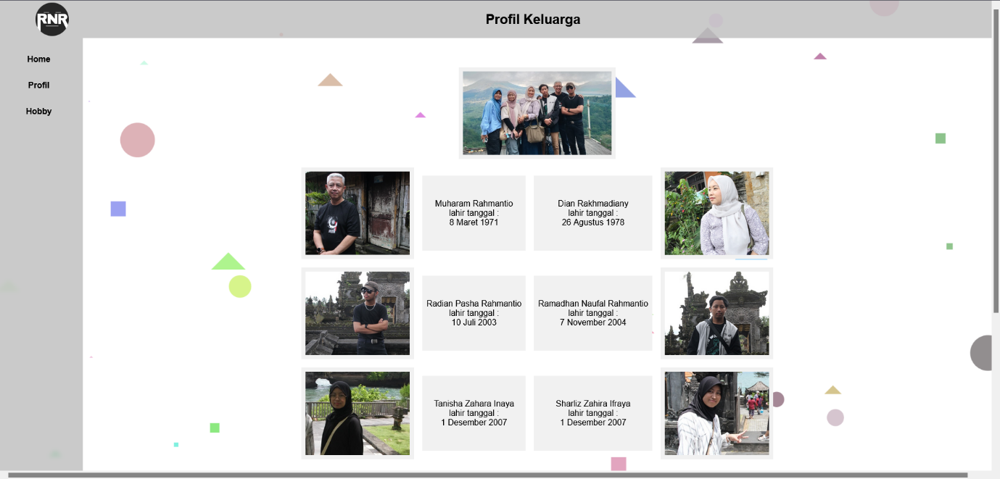 RNR
Profil Keluarga
Home
Profil
Hobby
Muharam Rahmantio
lahir tanggal :
8 Maret 1971
Dian Rakhmadiany
lahir tanggal :
26 Agustus 1978
Radian Pasha Rahmantio
lahir tanggal :
10 Juli 2003
Ramadhan Naufal Rahmantio
lahir tanggal :
7 November 2004
Tanisha Zahara Inaya
lahir tanggal :
1 Desember 2007
Sharliz Zahira Ifraya
lahir tanggal :
1 Desember 2007